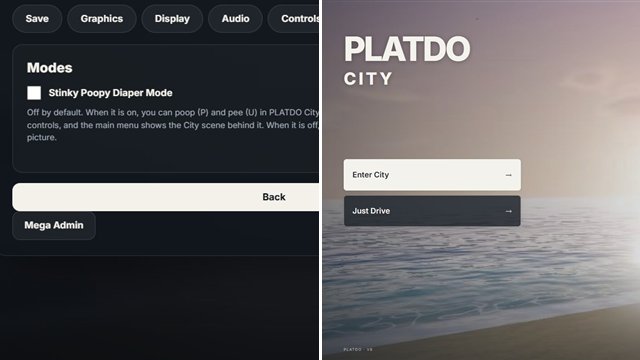 Save Graphics Display Audio Controls
Modes
Stinky Poopy Diaper Mode
Off by default. When it is on, you can poop (P) and pee (U) in PLATDO City
controls, and the main menu shows the City scene behind it. When it is off,
picture.
Back
Mega Admin
PLATDO
CITY
Enter City →
Just Drive →